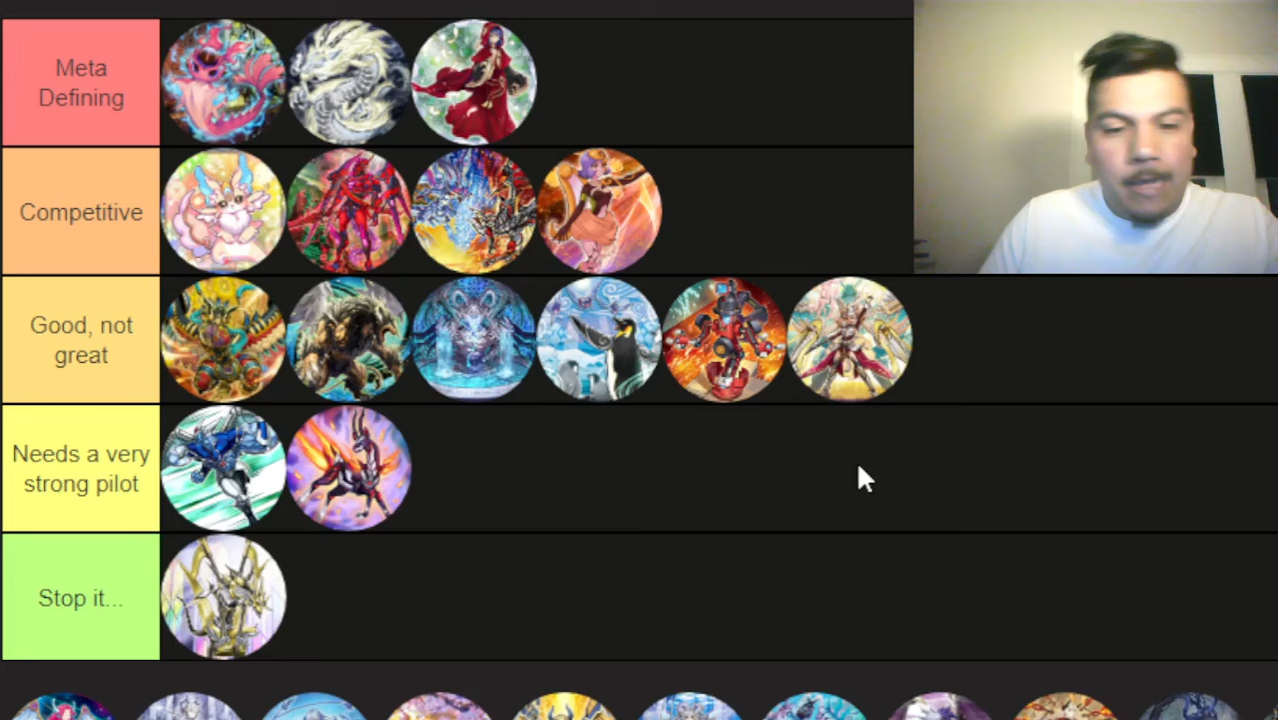 Meta
Defining
Competitive
Good, not
great
Needs a very
strong pilot
Stop it...